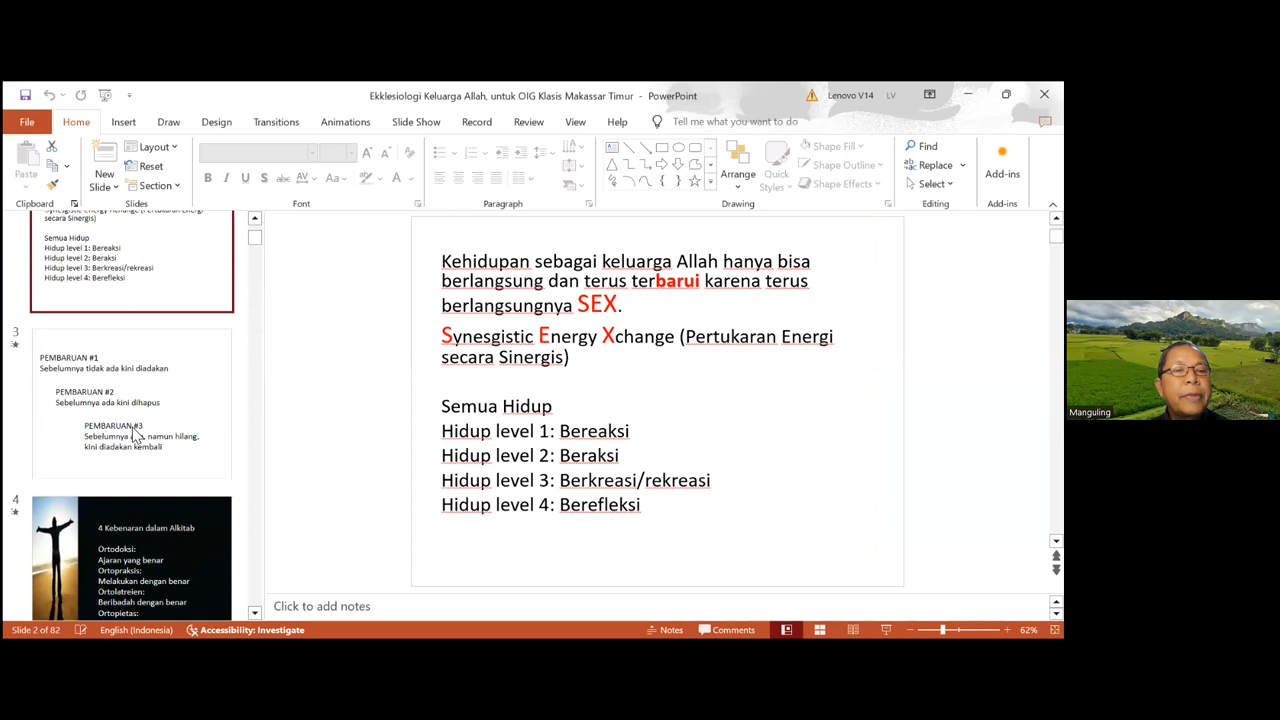 Ekklesiologi Keluarga Allah, untuk OIG Klasis Makassar Timur - PowerPoint
Lenovo V14
LV
File
Home
Insert
Draw
Design
Transitions
Animations
Slide Show
Record
Review
View
Help
Tell me what you want to do
Paste
New
Slide
Layout
Reset
Section
B
I
U
S
abc
AV
Aa
A
Arrange
Quick
Styles
Shape Fill
Shape Outline
Shape Effects
Find
Replace
Select
Add-ins
Clipboard
Slides
Font
Paragraph
Drawing
Editing
Add-ins
secara Sinergis)
Semua Hidup
Hidup level 1: Bereaksi
Hidup level 2: Beraksi
Hidup level 3: Berkreasi/rekreasi
Hidup level 4: Berefleksi
3
PEMBARUAN #1
Sebelumnya tidak ada kini diadakan
PEMBARUAN #2
Sebelumnya ada kini dihapus
PEMBARUAN #3
Sebelumnya namun hilang,
kini diadakan kembali
4
4 Kebenaran dalam Alkitab
Ortodoksi:
Ajaran yang benar
Ortopraksis:
Melakukan dengan benar
Ortolatreien:
Beribadah dengan benar
Ortopietas:
Kehidupan sebagai keluarga Allah hanya bisa
berlangsung dan terus terbarui karena terus
berlangsungnya SEX.
Synesgistic Energy Xchange (Pertukaran Energi
secara Sinergis)
Semua Hidup
Hidup level 1: Bereaksi
Hidup level 2: Beraksi
Hidup level 3: Berkreasi/rekreasi
Hidup level 4: Berefleksi
Manguling
Click to add notes
Slide 2 of 82
English (Indonesia)
Accessibility: Investigate
Notes
Comments
62%